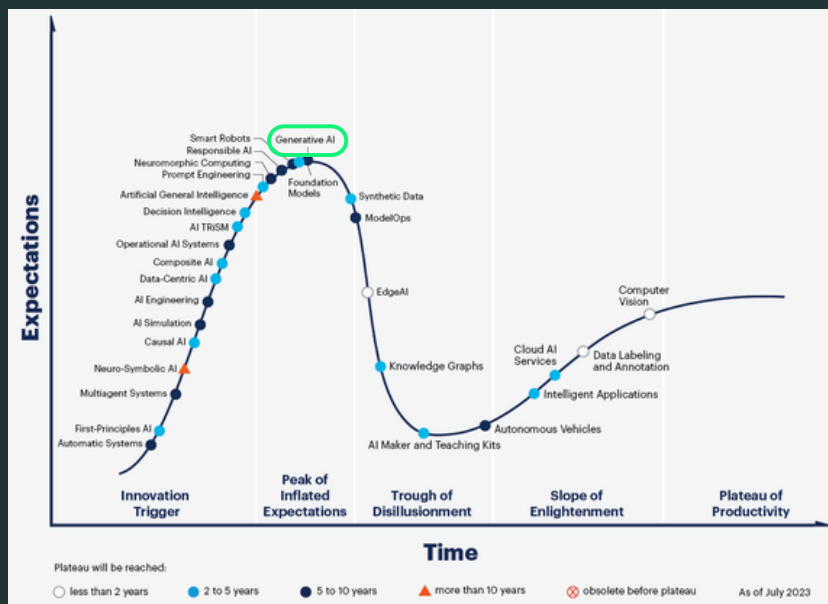 Expectations
Smart Robots
Responsible AI
Neuromorphic Computing
Prompt Engineering
Artificial General Intelligence
Decision Intelligence
AI TRiSM
Operational AI Systems
Composite AI
Data-Centric AI
AI Engineering
AI Simulation
Causal AI
Neuro-Symbolic AI
Multiagent Systems
First-Principles AI
Automatic Systems
Generative AI
Foundation
Models
Synthetic Data
ModelOps
EdgeAI
Knowledge Graphs
AI Maker and Teaching Kits
Autonomous Vehicles
Intelligent Applications
Cloud AI
Services
Data Labeling
and Annotation
Computer
Vision
Innovation
Trigger
Peak of
Inflated
Expectations
Trough of
Disillusionment
Slope of
Enlightenment
Plateau of
Productivity
Time
Plateau will be reached:
less than 2 years
2 to 5 years
5 to 10 years
more than 10 years
obsolete before plateau
As of July 2023